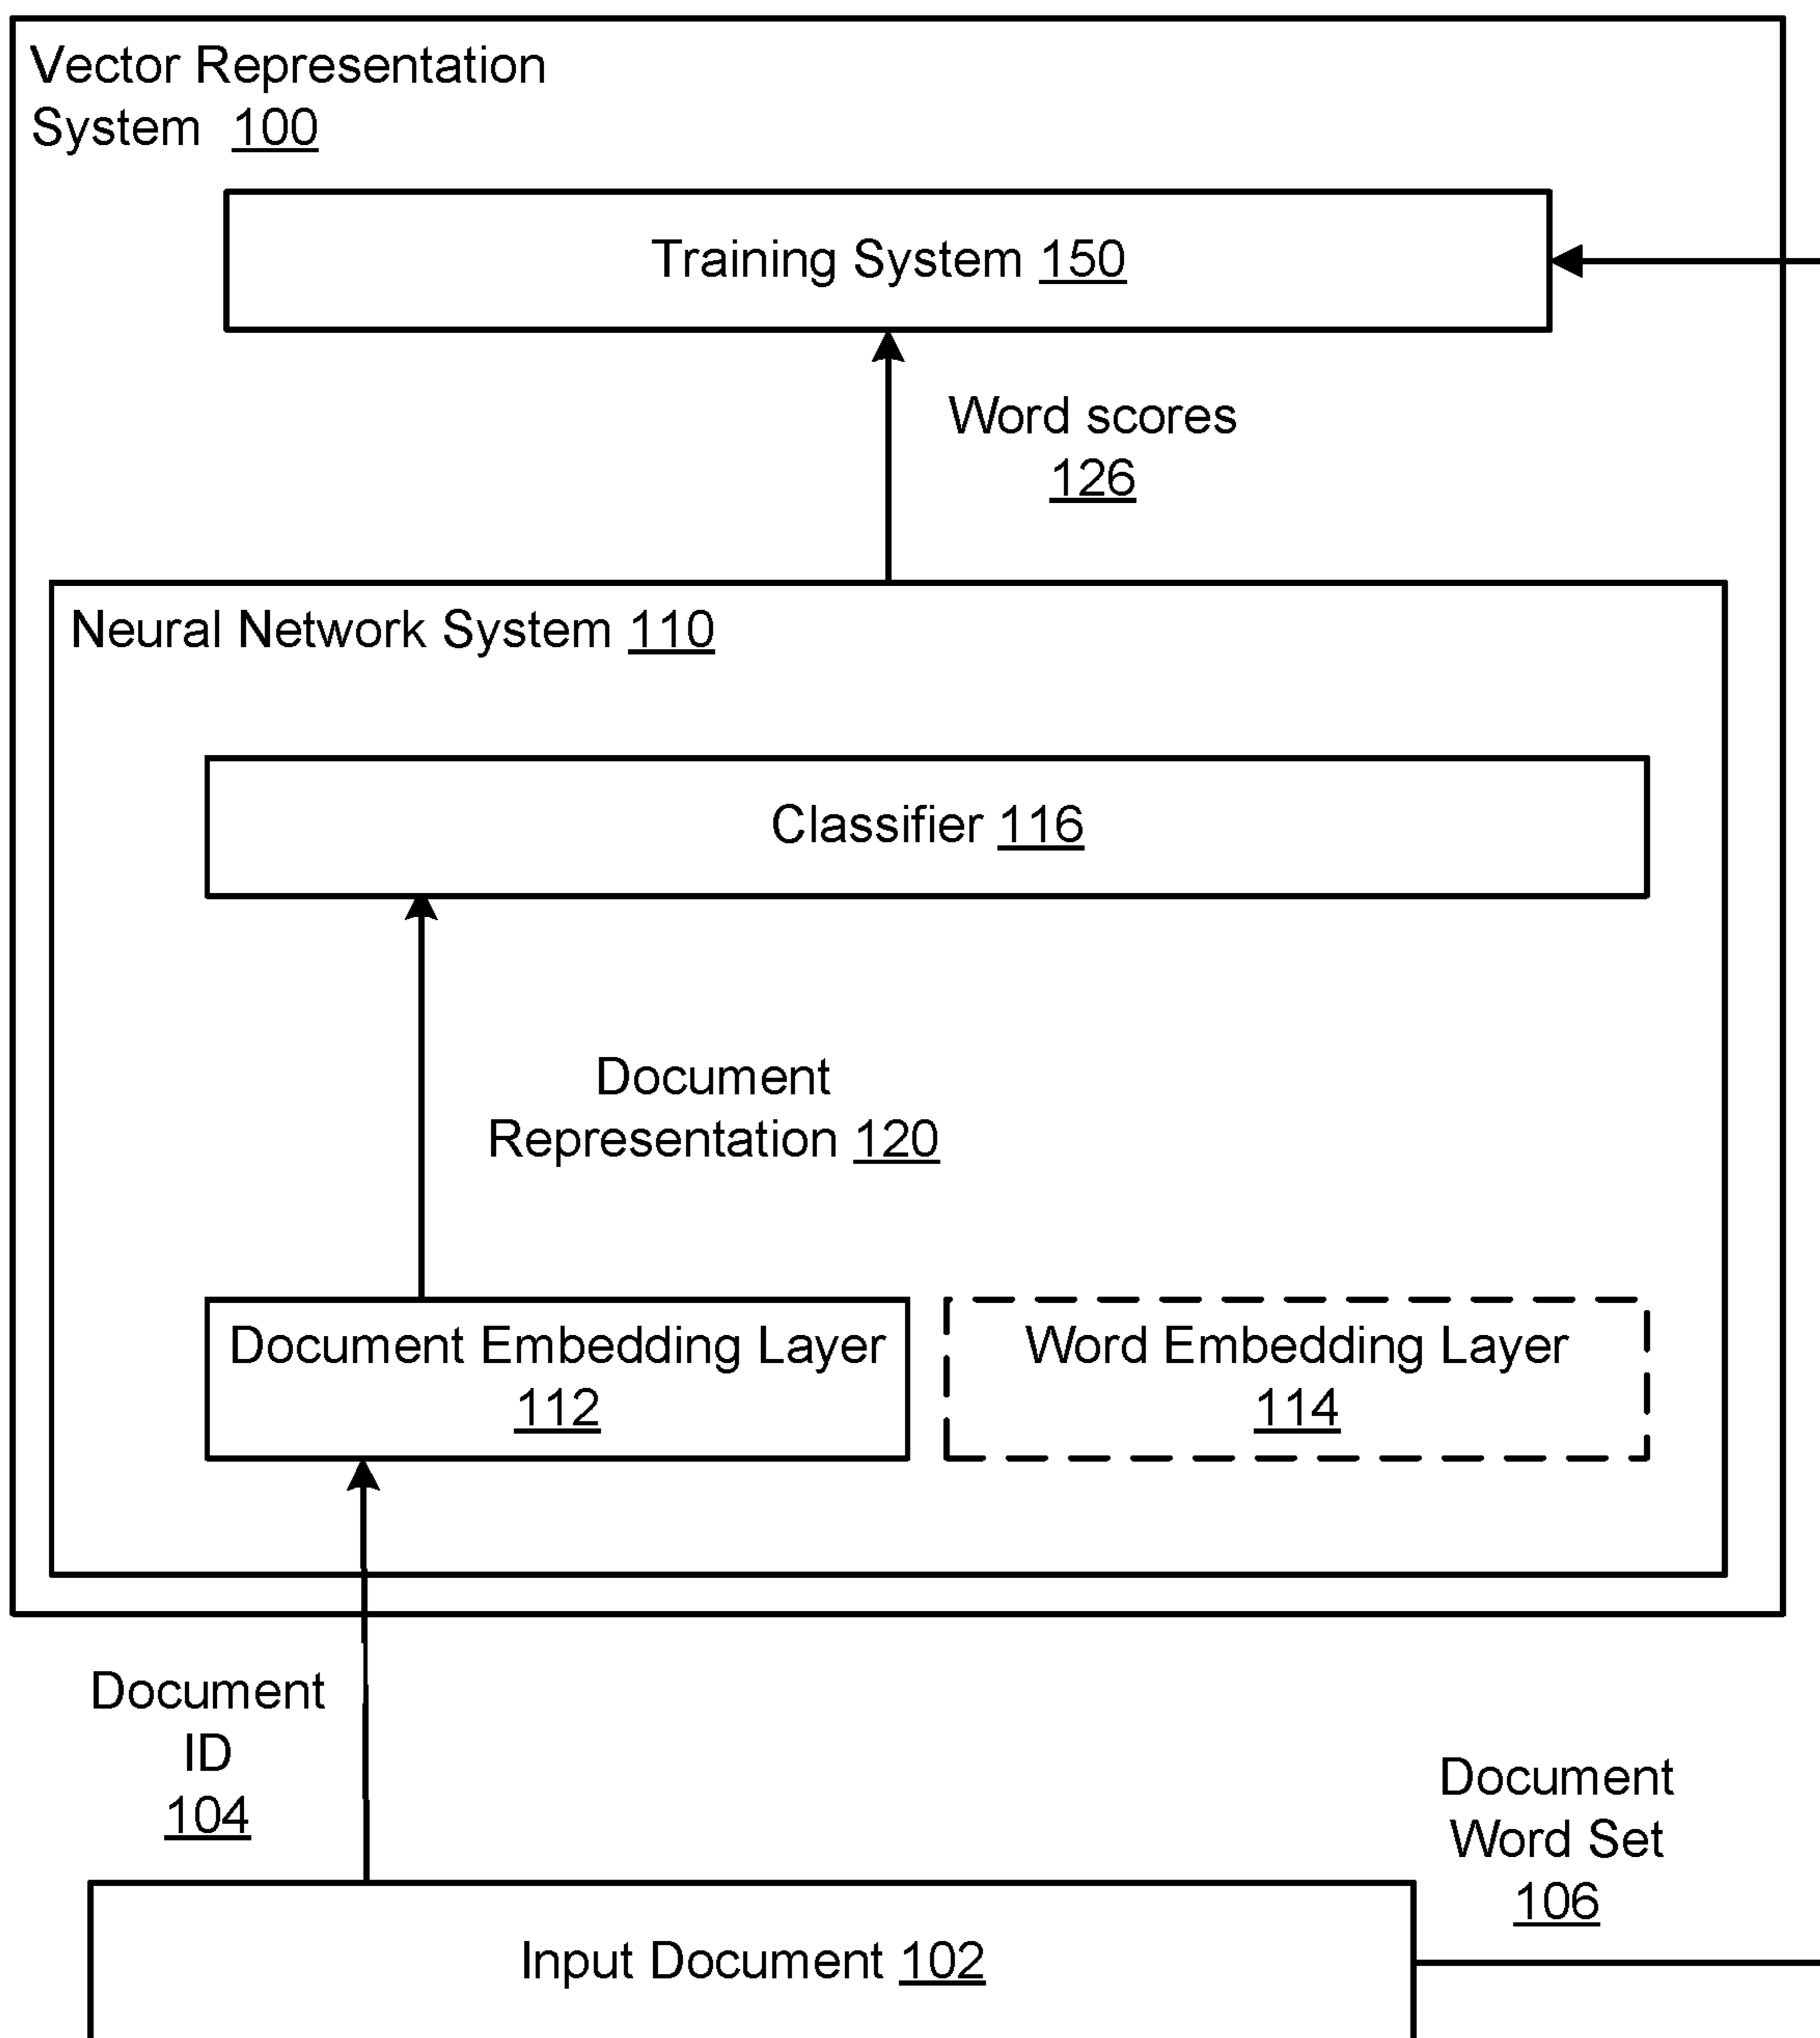 Vector Representation
System 100
Training System 150
Word scores
126
Neural Network System 110
Classifier 116
Document
Representation 120
Document Embedding Layer
112
Word Embedding Layer
114
Document
ID
104
Document
Word Set
106
Input Document 102